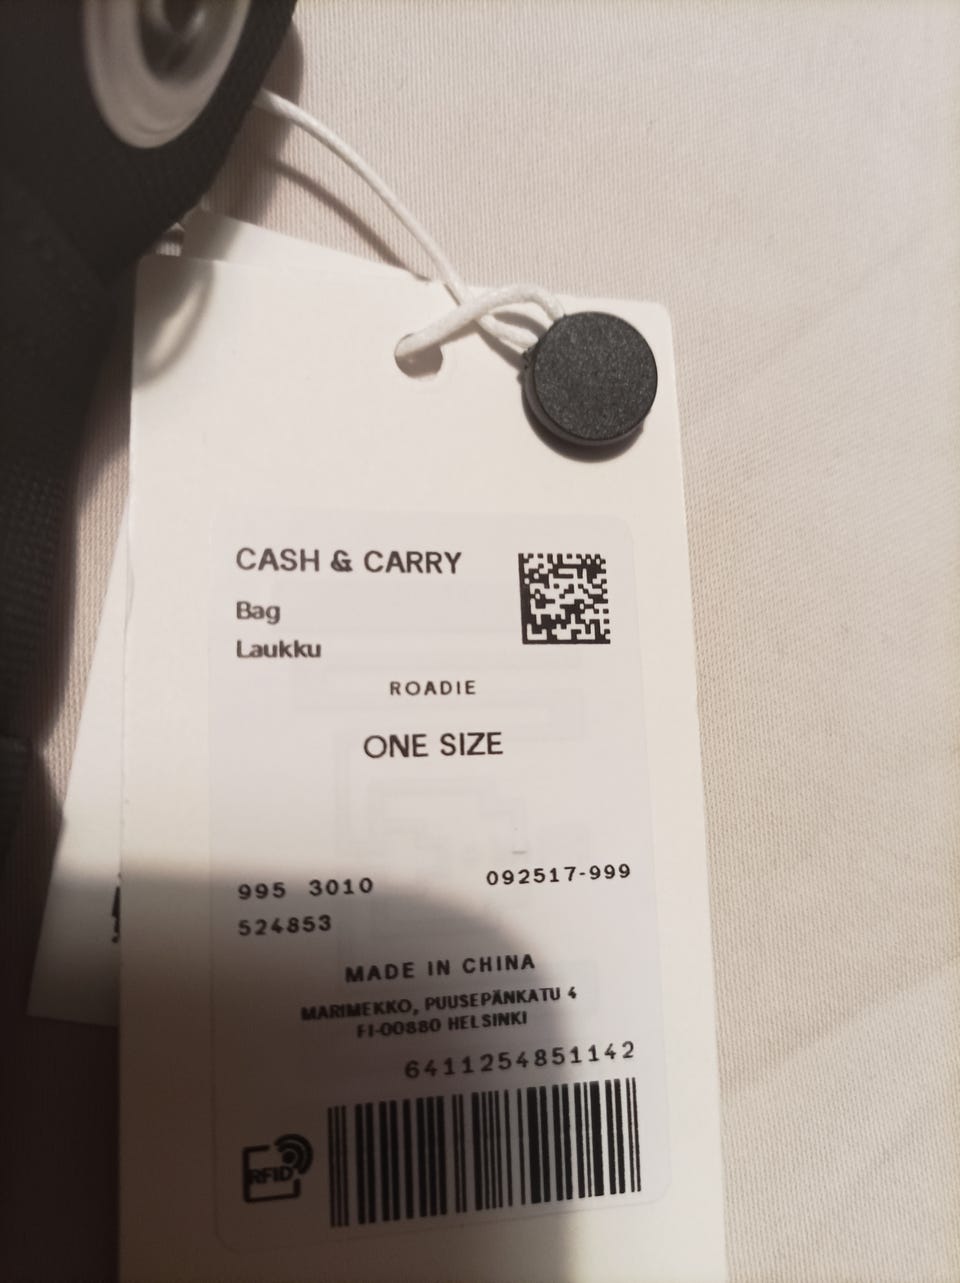 CASH & CARRY
Bag
Laukku
ROADIE
ONE SIZE
995 3010 092517-999
524853
MADE IN CHINA
MARIMEKKO, PUUSEPÄNKATU 4
FI-00880 HELSINKI
6411254851142
RFID